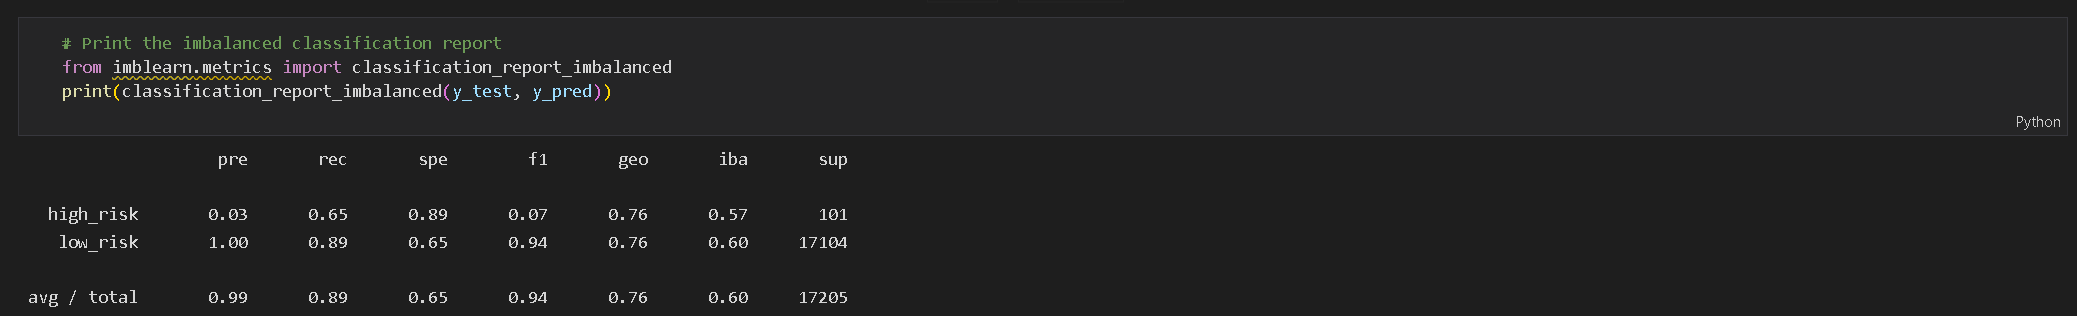 # Print the imbalanced classification report
from imblearn.metrics import classification_report_imbalanced
print(classification_report_imbalanced(y_test, y_pred))
Python
pre rec spe f1 geo iba sup
high_risk 0.03 0.65 0.89 0.07 0.76 0.57 101
low_risk 1.00 0.89 0.65 0.94 0.76 0.60 17104
avg / total 0.99 0.89 0.65 0.94 0.76 0.60 17205